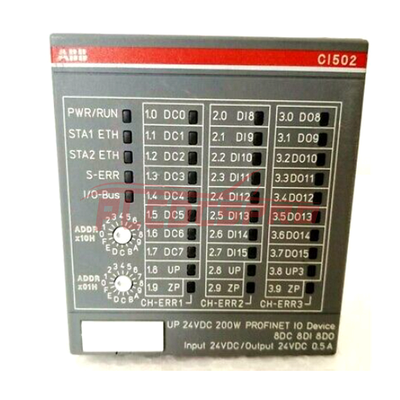 ABB CI502
PWR/RUN 1.0 DC0 2.0 DI8 3.0 DO8
STA1 ETH 1.1 DC1 2.1 DI9 3.1 DO9
STA2 ETH 1.2 DC2 2.2 DI10 3.2 DO10
S-ERR 1.3 DC3 2.3 DI11 3.3 DO11
I/O-Bus 1.4 DC4 2.4 DI12 3.4 DO12
1.5 DC5 2.5 DI13 3.5 DO13
ADDR x10H 1.6 DC6 2.6 DI14 3.6 DO14
1.7 DC7 2.7 DI15 3.7 DO15
ADDR x01H 1.8 UP 2.8 UP 3.8 UP3
1.9 ZP 2.9 ZP 3.9 ZP
CH-ERR1 CH-ERR2 CH-ERR3
UP 24VDC 200W PROFINET IO Device
8DC 8DI 8DO
Input 24VDC/Output 24VDC 0.5A